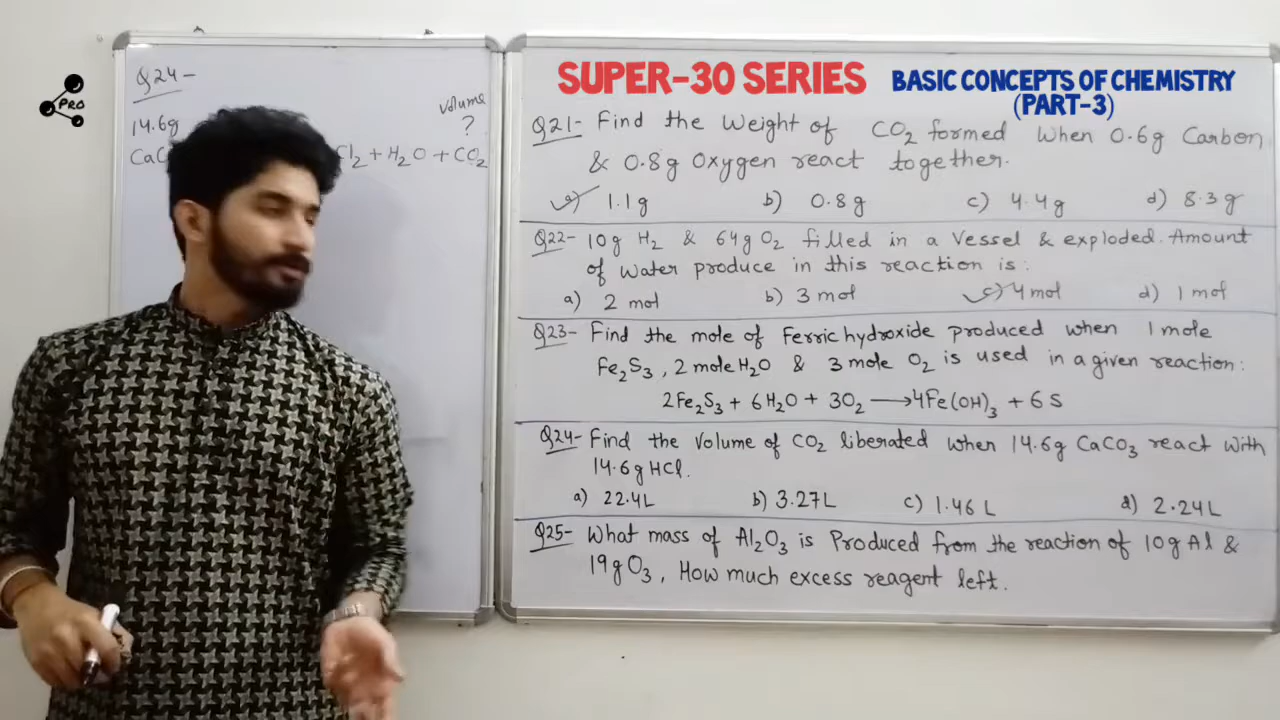 PRO
Q24-
volume
14.6g
?
Cl2 + H2O + CO2
SUPER-30 SERIES
BASIC CONCEPTS OF CHEMISTRY
(PART-3)
Q21- Find the Weight of CO2 formed when 0.6g Carbon
& 0.8g Oxygen react together.
a) 1.1g b) 0.8g c) 4.4g d) 8.3g
Q22- 10g H2 & 64g O2 filled in a Vessel & exploded. Amount
of water produce in this reaction is:
a) 2 mol b) 3 mol c) 4 mol d) 1 mol
Q23- Find the mole of Ferric hydroxide produced when 1 mole
Fe2S3, 2 mole H2O & 3 mole O2 is used in a given reaction:
2Fe2S3 + 6H2O + 3O2 ⟶ 4Fe(OH)3 + 6S
Q24- Find the Volume of CO2 liberated when 14.6g CaCO3 react with
14.6g HCl.
a) 22.4L b) 3.27L c) 1.46 L d) 2.24L
Q25- What mass of Al2O3 is Produced from the reaction of 10g Al &
19g O3, How much excess reagent left.